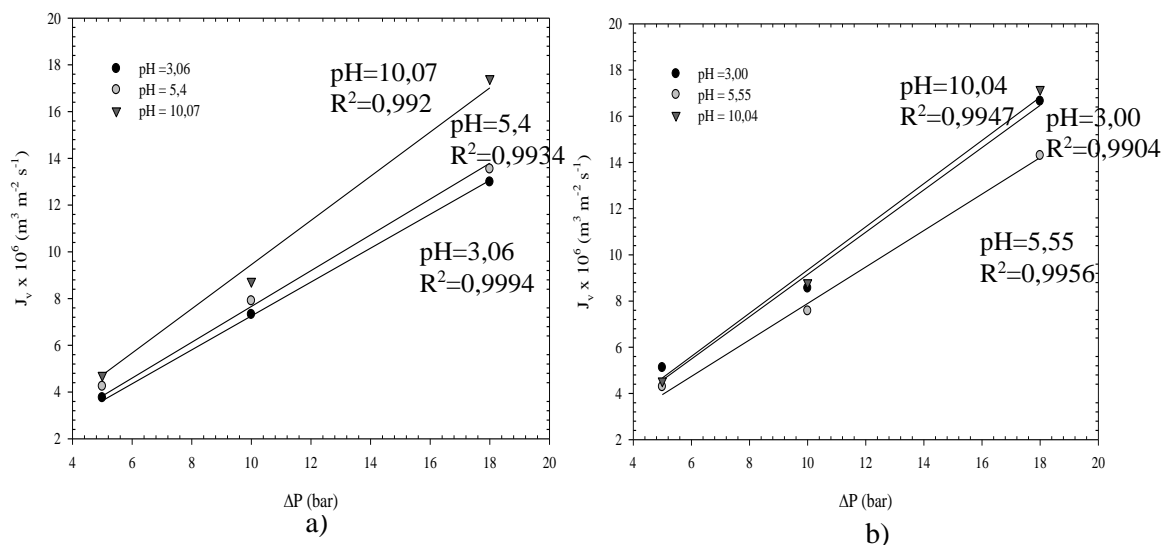 20
18
16
14
12
10
8
6
4
2
4 6 8 10 12 14 16 18 20
J_v x 10⁶ (m³ m⁻² s⁻¹)
ΔP (bar)
pH =3,06
pH = 5,4
pH = 10,07
pH=10,07
R²=0,992
pH=5,4
R²=0,9934
pH=3,06
R²=0,9994
a)
20
18
16
14
12
10
8
6
4
2
4 6 8 10 12 14 16 18 20
J_v x 10⁶ (m³ m⁻² s⁻¹)
ΔP (bar)
pH =3,00
pH = 5,55
pH = 10,04
pH=10,04
R²=0,9947
pH=3,00
R²=0,9904
pH=5,55
R²=0,9956
b)